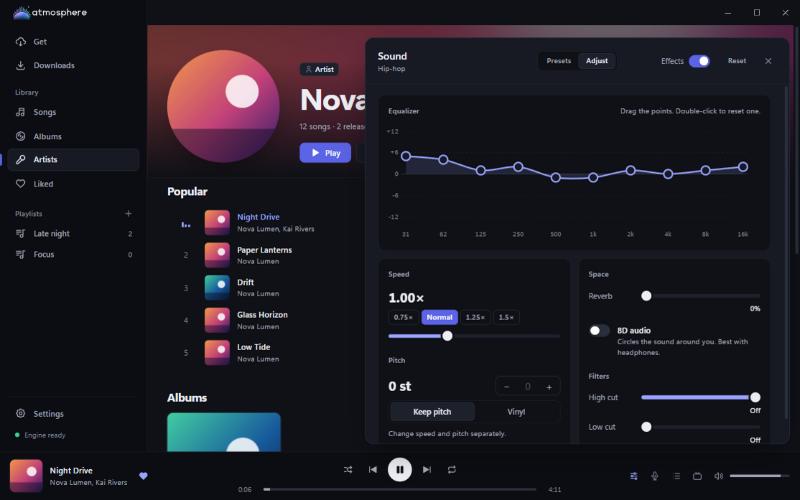 atmosphere
Get
Downloads
Library
Songs
Albums
Artists
Liked
Playlists
Late night 2
Focus 0
Settings
Engine ready
Artist
Nova
12 songs · 2 releas
Play
Popular
Night Drive
Nova Lumen, Kai Rivers
2 Paper Lanterns
Nova Lumen
3 Drift
Nova Lumen
4 Glass Horizon
Nova Lumen
5 Low Tide
Nova Lumen
Albums
Sound
Hip-hop
Presets Adjust
Effects
Reset
Equalizer Drag the points. Double-click to reset one.
+12
+6
0
-6
-12
31 62 125 250 500 1k 2k 4k 8k 16k
Speed
1.00×
0.75× Normal 1.25× 1.5×
Pitch
0 st
− 0 +
Keep pitch Vinyl
Change speed and pitch separately.
Space
Reverb
0%
8D audio
Circles the sound around you. Best with
headphones.
Filters
High cut
Off
Low cut
Off
Night Drive
Nova Lumen, Kai Rivers
0:06 4:11